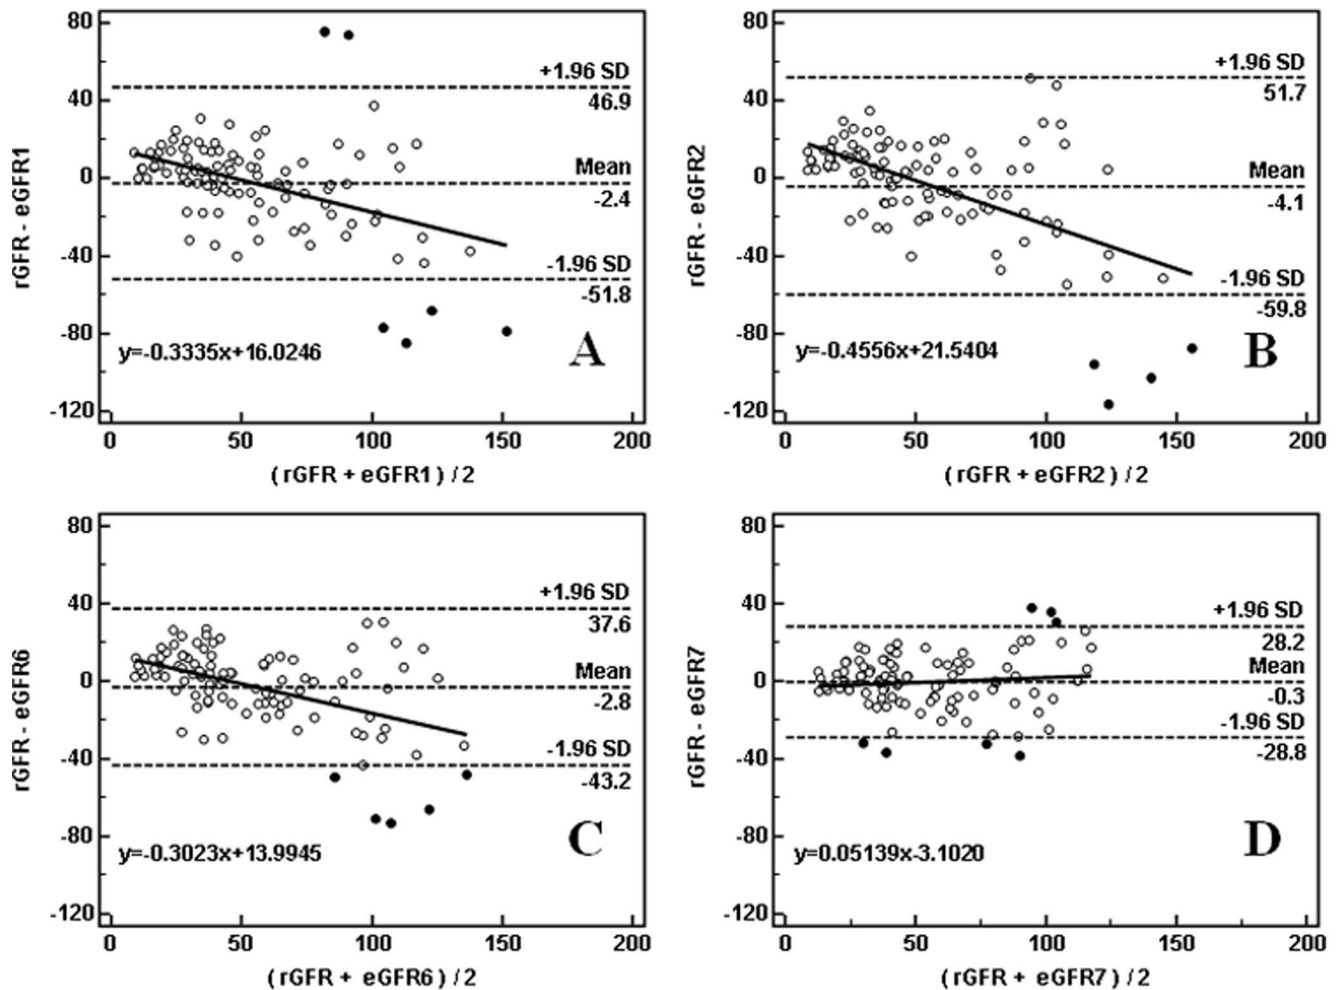 80
40
0
-40
-80
-120
rGFR - eGFR1
+1.96 SD
46.9
Mean
-2.4
-1.96 SD
-51.8
y=-0.3335x+16.0246
A
0 50 100 150 200
(rGFR + eGFR1) / 2
80
40
0
-40
-80
-120
rGFR - eGFR2
+1.96 SD
51.7
Mean
-4.1
-1.96 SD
-59.8
y=-0.4556x+21.5404
B
0 50 100 150 200
(rGFR + eGFR2) / 2
80
40
0
-40
-80
-120
rGFR - eGFR6
+1.96 SD
37.6
Mean
-2.8
-1.96 SD
-43.2
y=-0.3023x+13.9945
C
0 50 100 150 200
(rGFR + eGFR6) / 2
80
40
0
-40
-80
-120
rGFR - eGFR7
+1.96 SD
28.2
Mean
-0.3
-1.96 SD
-28.8
y=0.05139x-3.1020
D
0 50 100 150 200
(rGFR + eGFR7) / 2